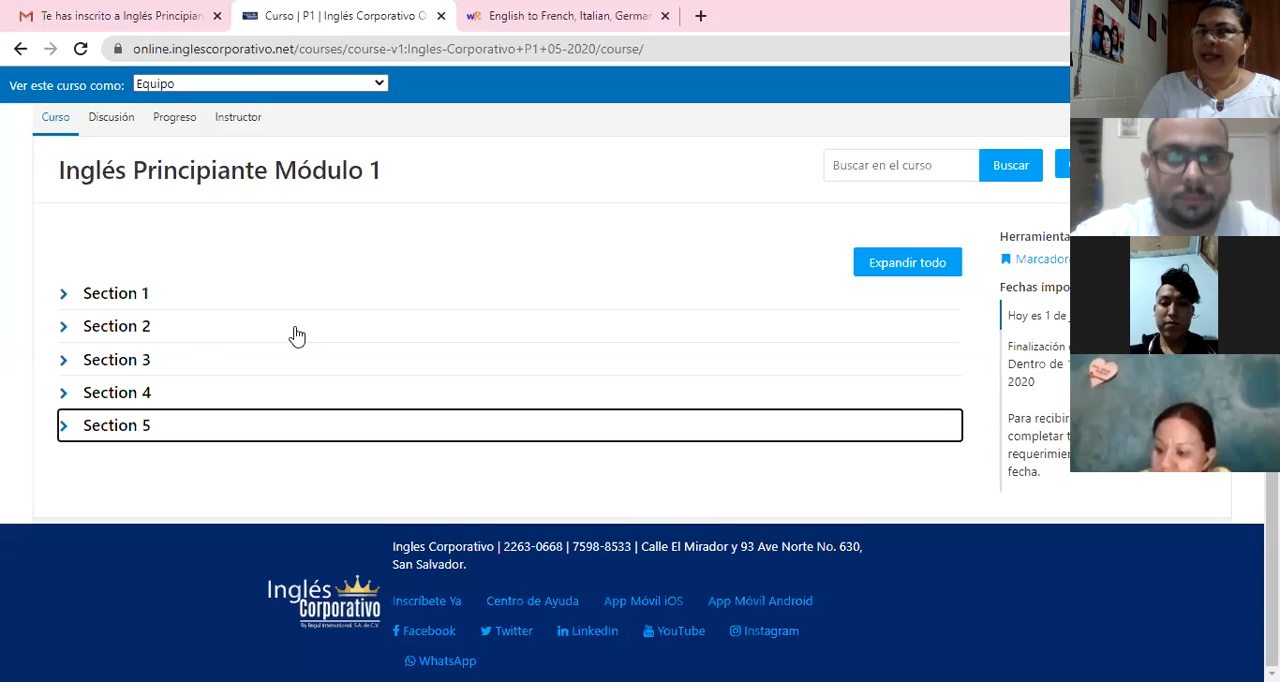 Te has inscrito a Inglés Principian
Curso | P1 | Inglés Corporativo O
English to French, Italian, Germa
online.inglescorporativo.net/courses/course-v1:Ingles-Corporativo+P1+05-2020/course/
Ver este curso como: Equipo
Curso Discusión Progreso Instructor
Inglés Principiante Módulo 1
Buscar en el curso Buscar
Herramienta
Expandir todo
Marcador
Fechas impo
Section 1
Hoy es 1 de
Section 2
Finalización
Section 3
Dentro de
2020
Section 4
Para recibir
Section 5
completar
requerimie
fecha.
Ingles Corporativo | 2263-0668 | 7598-8533 | Calle El Mirador y 93 Ave Norte No. 630,
San Salvador.
Inglés
Corporativo
Inscríbete Ya Centro de Ayuda App Móvil iOS App Móvil Android
Facebook Twitter LinkedIn YouTube Instagram
WhatsApp